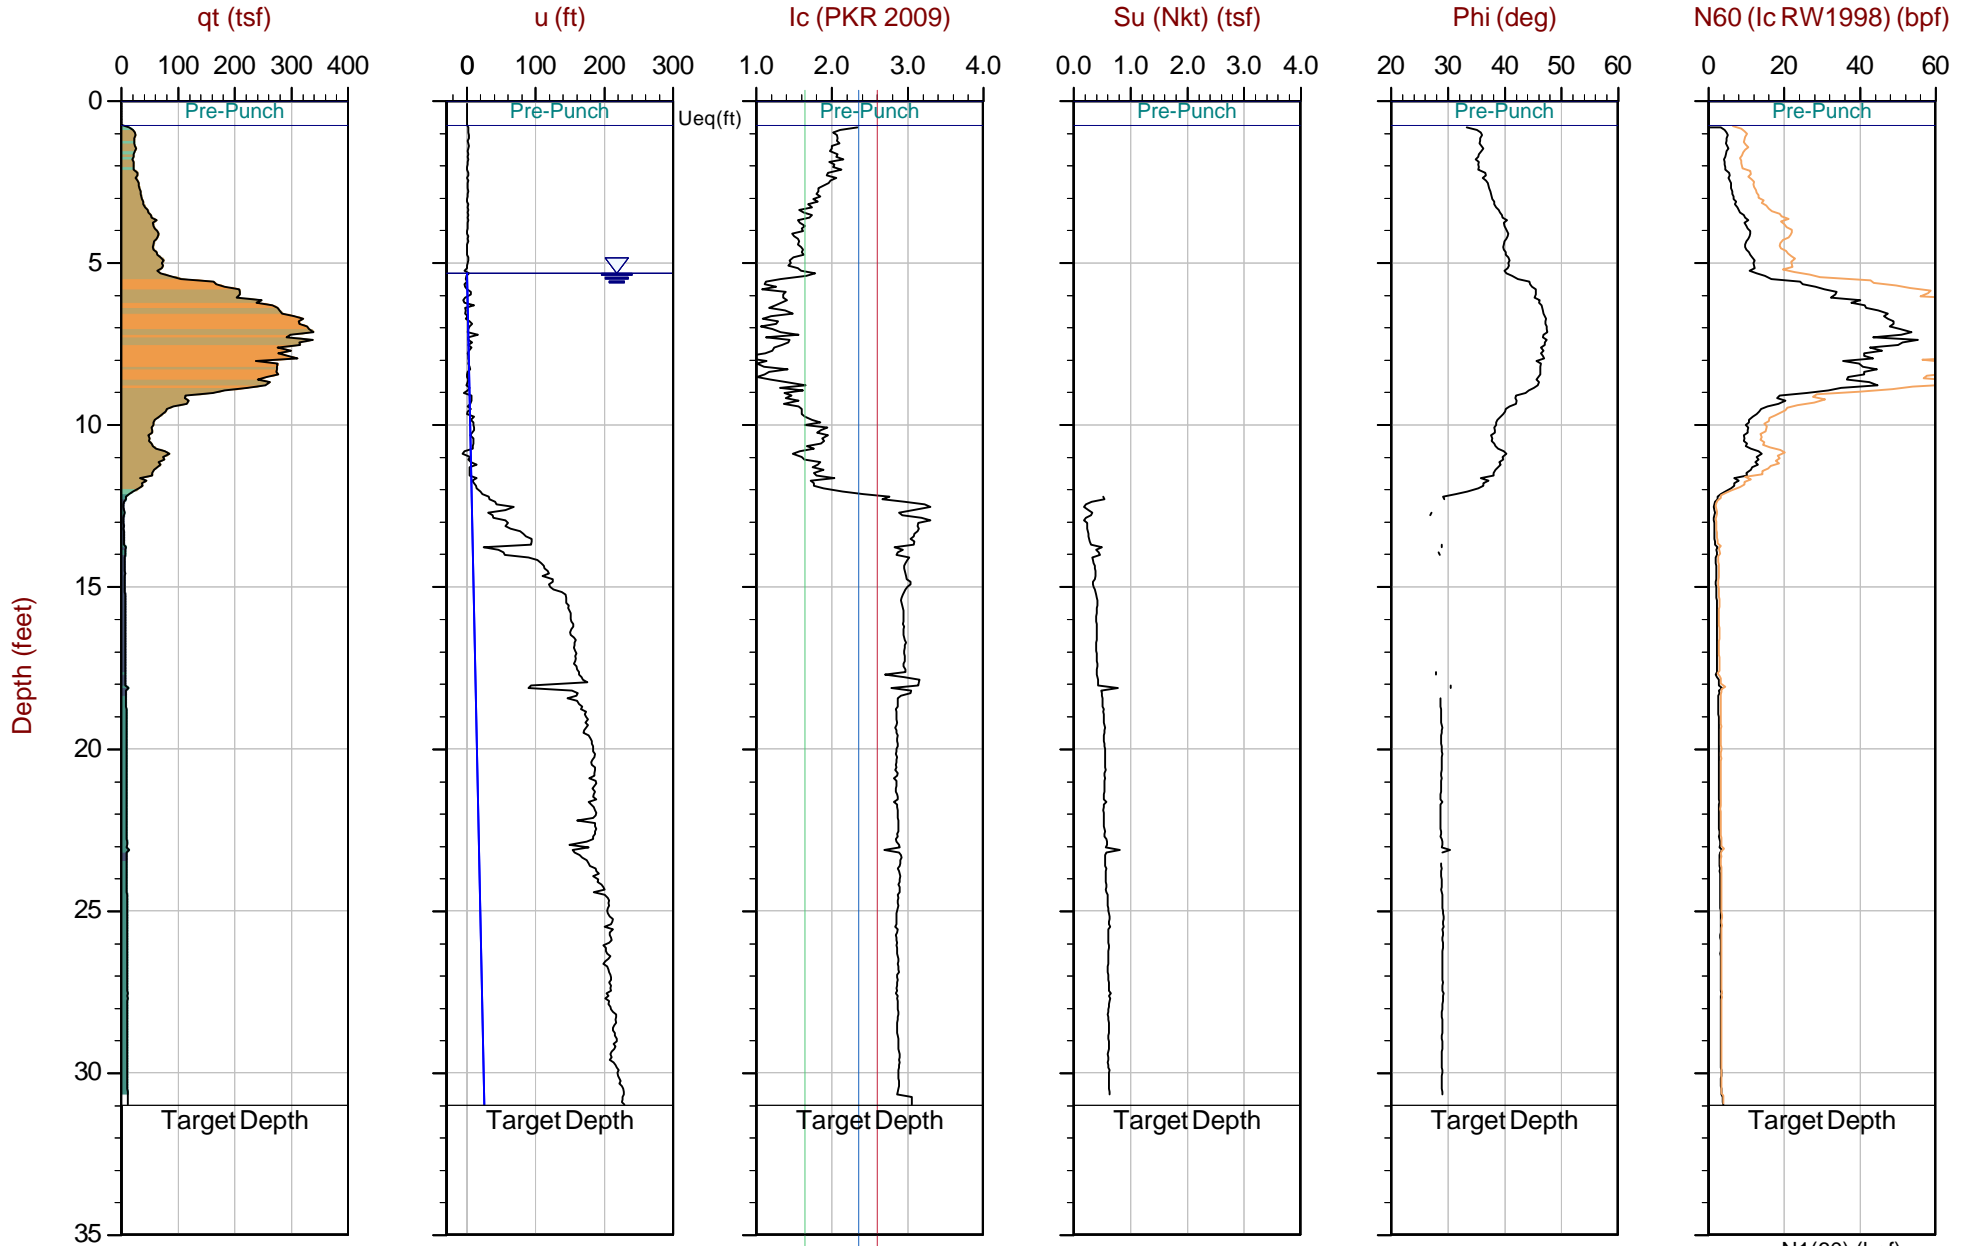 qt (tsf) u (ft) Ic (PKR 2009) Su (Nkt) (tsf) Phi (deg) N60 (Ic RW1998) (bpf)
0 100 200 300 400 0 100 200 300 1.0 2.0 3.0 4.0 0.0 1.0 2.0 3.0 4.0 20 30 40 50 60 0 20 40 60
0
Pre-Punch Pre-Punch Pre-Punch Pre-Punch Pre-Punch Pre-Punch
Ueq(ft)
5
10
15
Depth (feet)
20
25
30
Target Depth Target Depth Target Depth Target Depth Target Depth Target Depth
35